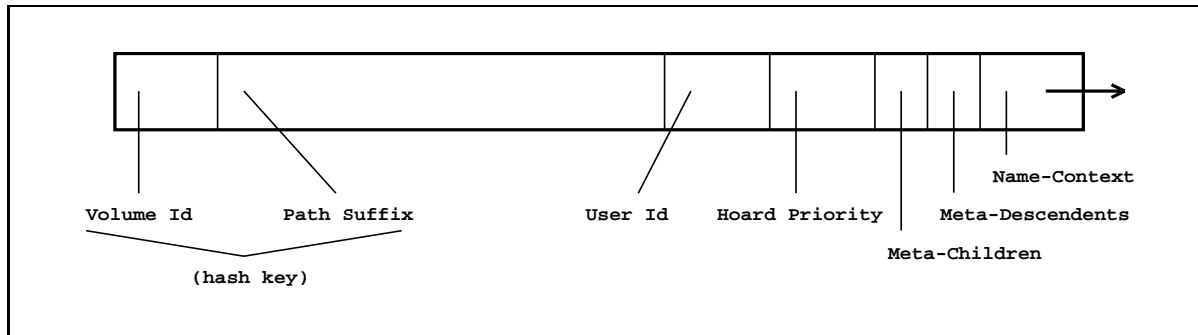 Name-Context
Volume Id Path Suffix User Id Hoard Priority Meta-Descendents
Meta-Children
(hash key)